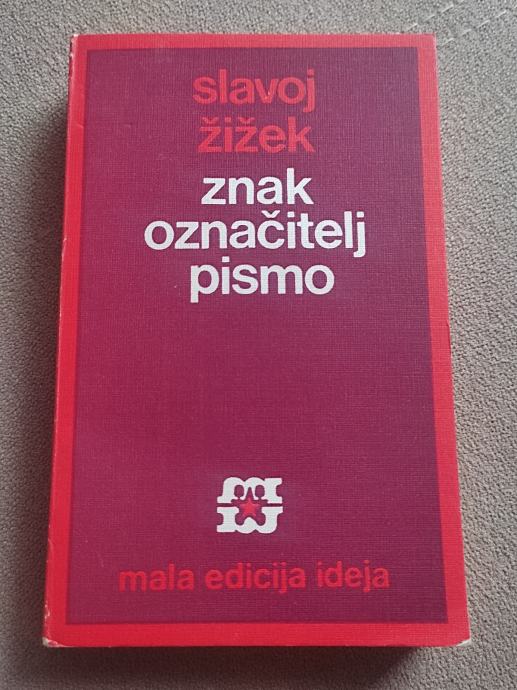 slavoj
žižek
znak
označitelj
pismo
mala edicija ideja